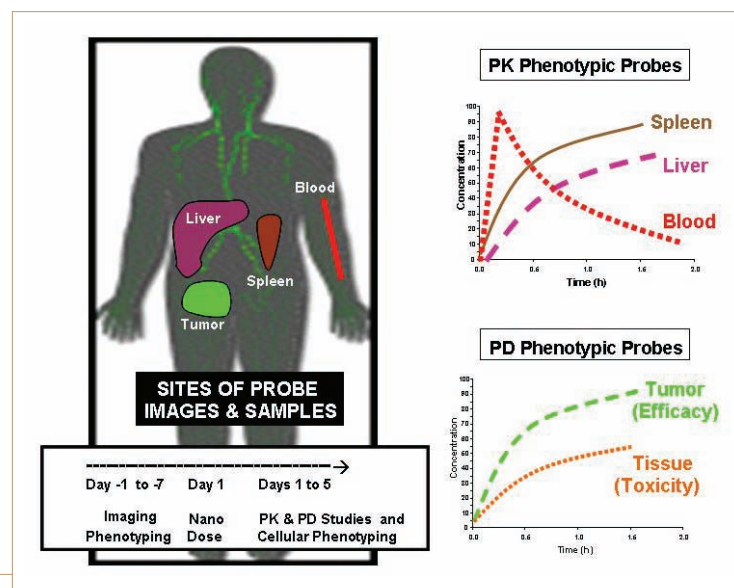 Blood
Liver
Spleen
Tumor
SITES OF PROBE
IMAGES & SAMPLES
Day -1 to -7 Day 1 Days 1 to 5
Imaging Nano PK & PD Studies and
Phenotyping Dose Cellular Phenotyping
PK Phenotypic Probes
Concentration
100
90
80
70
60
50
40
30
20
10
0
0.0 0.6 1.0 1.6 2.0
Time (h)
Spleen
Liver
Blood
PD Phenotypic Probes
Concentration
100
90
80
70
60
50
40
30
20
10
0
0.0 0.6 1.0 1.6 2.0
Time (h)
Tumor
(Efficacy)
Tissue
(Toxicity)